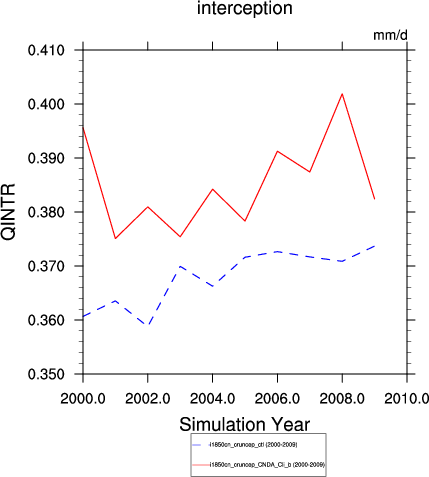 interception
mm/d
0.410
0.400
0.390
0.380
0.370
0.360
0.350
QINTR
2000.0 2002.0 2004.0 2006.0 2008.0 2010.0
Simulation Year
i1850cn_cruncep_ctl (2000-2009)
i1850cn_cruncep_CNDA_Cli_b (2000-2009)